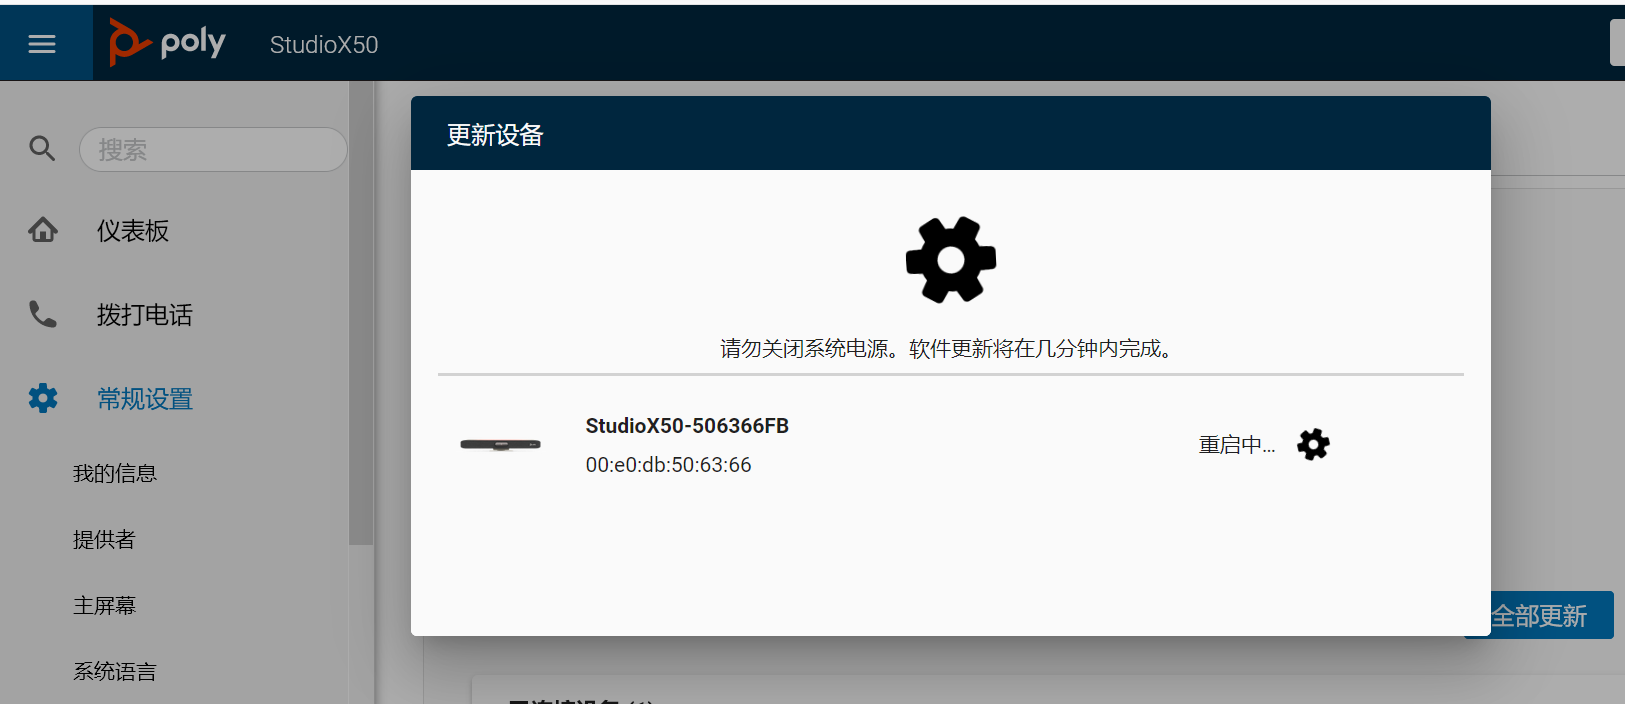 poly StudioX50
搜索
仪表板
拨打电话
常规设置
我的信息
提供者
主屏幕
系统语言
更新设备
请勿关闭系统电源。软件更新将在几分钟内完成。
StudioX50-506366FB
00:e0:db:50:63:66
重启中...
全部更新